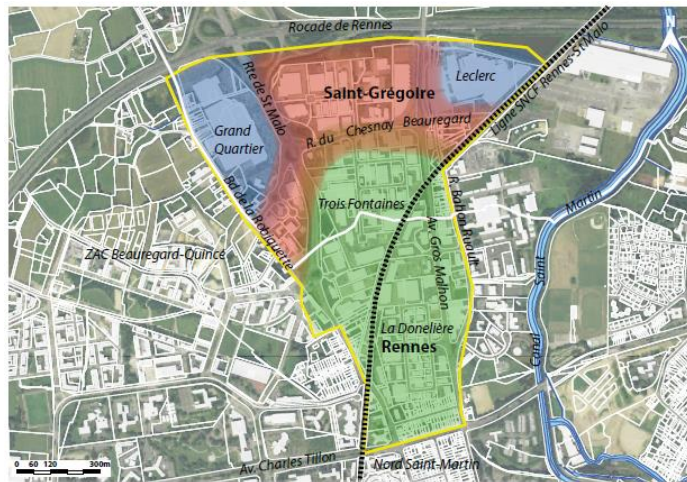 Rocade de Rennes
N
Rte de St Malo
Saint-Grégoire
Leclerc
Ligne SNCF Rennes St Malo
Grand
Quartier
R. du Chesnay Beauregard
Bd de la Robiquette
Trois Fontaines
R. Bahon Rault
Av. Gros Malhon
Canal Saint Martin
ZAC Beauregard-Quincé
La Donelière
Rennes
0 60 120 300m
Av. Charles Tillon
Nord Saint-Martin